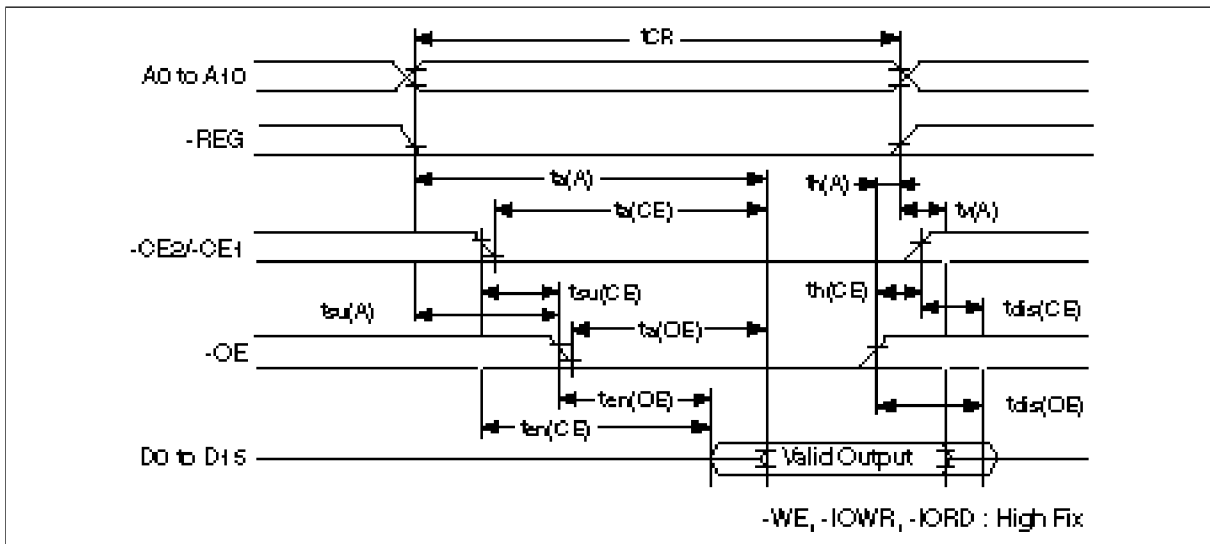 tCR
A0 to A10
-REG
ta(A)
th(A)
ta(CE)
tv(A)
-CE2/-CE1
tsu(CE)
th(CE)
tsu(A)
tdis(CE)
ta(OE)
-OE
ten(OE)
tdis(OE)
ten(CE)
D0 to D15
Valid Output
-WE, -IOWR, -IORD : High Fix